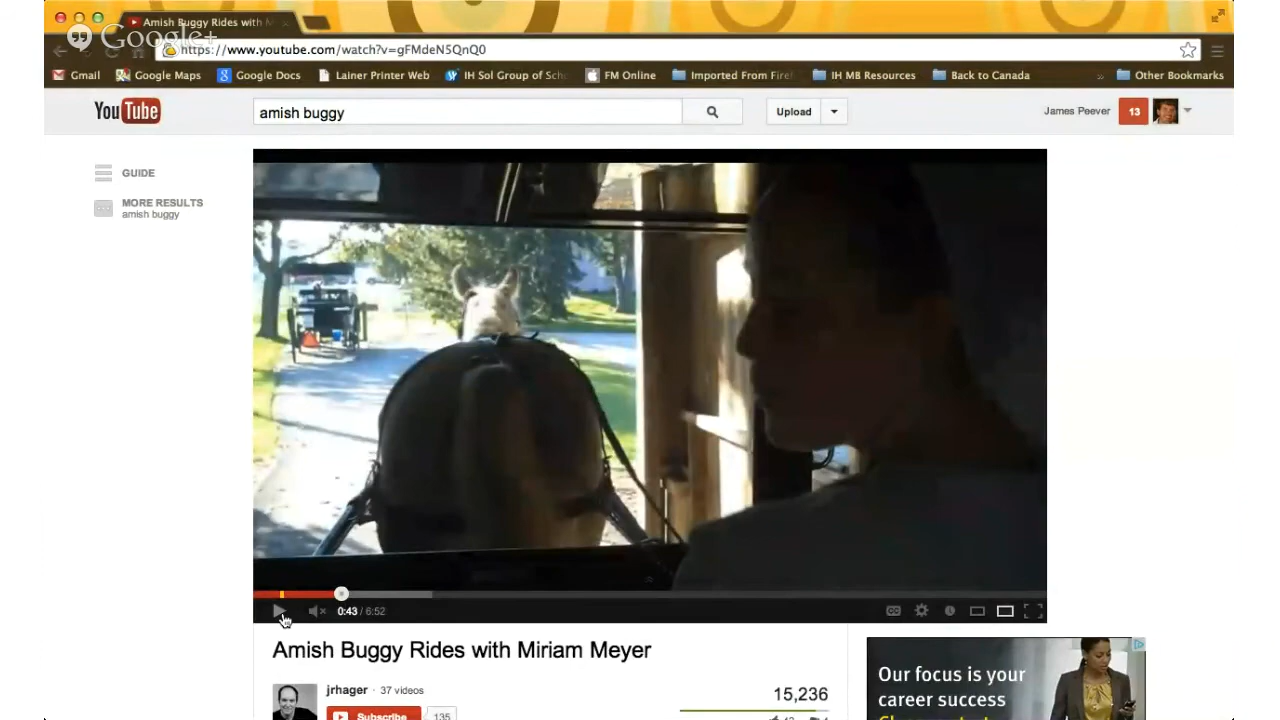 Amish Buggy Rides with M
Google+
https://www.youtube.com/watch?v=gFMdeN5QnQ0
Gmail Google Maps Google Docs Lainer Printer Web IH Sol Group of Sch FM Online Imported From Firef IH MB Resources Back to Canada » Other Bookmarks
YouTube amish buggy Upload James Peever 13
GUIDE
MORE RESULTS
amish buggy
0:43 / 6:52 CC
Amish Buggy Rides with Miriam Meyer
jrhager · 37 videos
15,236
Subscribe 135
Our focus is your
career success